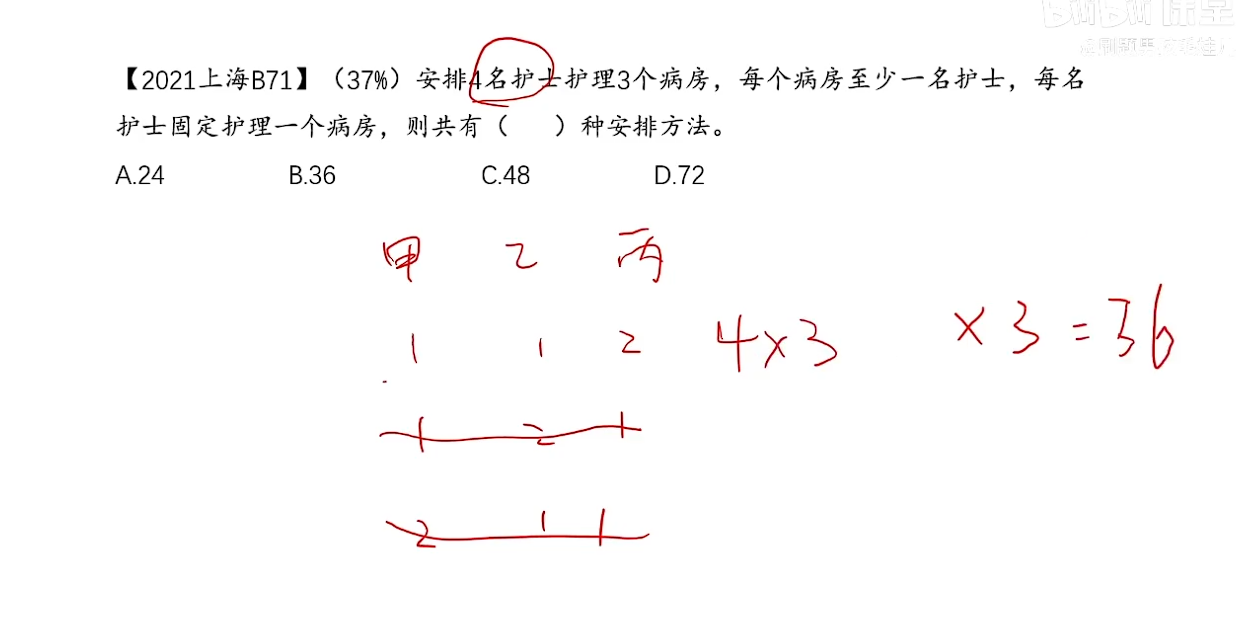 【2021上海B71】（37%）安排4名护士护理3个病房，每个病房至少一名护士，每名
护士固定护理一个病房，则共有（ ）种安排方法。
A.24 B.36 C.48 D.72
甲 乙 丙
1 1 2 4×3 ×3=36
1 2 1
2 1 1